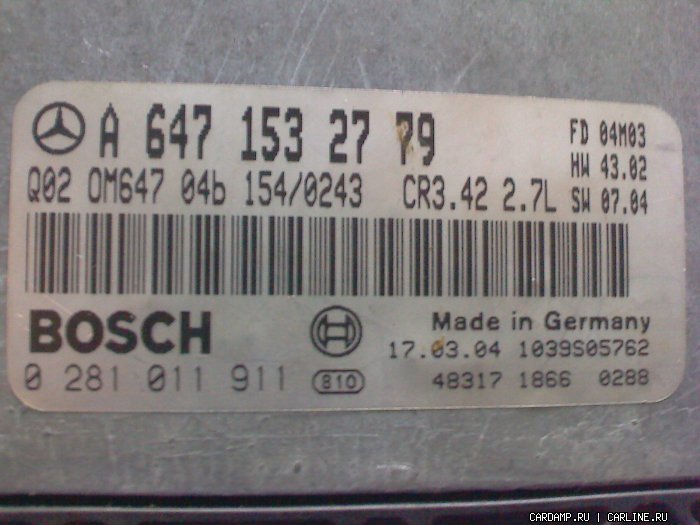 A 647 153 27 79
FD 04M03
HW 43.02
Q02 OM647 04b 154/0243 CR3.42 2.7L SW 07.04
BOSCH
Made in Germany
17.03.04 1039S05762
0 281 011 911 810 48317 1866 0288
CARDAMP.RU | CARLINE.RU